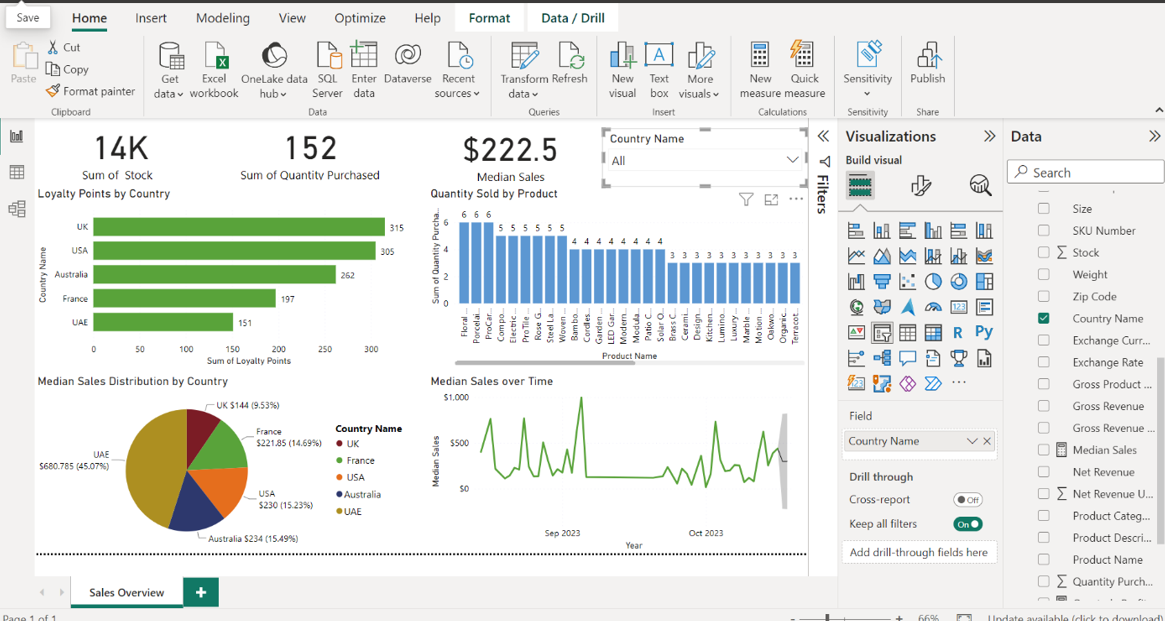 Save
Home
Insert
Modeling
View
Optimize
Help
Format
Data / Drill
Paste
Cut
Copy
Format painter
Clipboard
Get data
Excel workbook
OneLake data hub
SQL Server
Enter data
Dataverse
Recent sources
Data
Transform data
Refresh
Queries
New visual
Text box
More visuals
Insert
New measure
Quick measure
Calculations
Sensitivity
Sensitivity
Publish
Share
14K
Sum of Stock
152
Sum of Quantity Purchased
$222.5
Median Sales
Country Name
All
Loyalty Points by Country
Country Name
UK 315
USA 305
Australia 262
France 197
UAE 151
0 50 100 150 200 250 300
Sum of Loyalty Points
Quantity Sold by Product
Sum of Quantity Purcha...
6
4
2
0
6 6 6 5 5 5 5 5 5 4 4 4 4 4 4 4 4 3 3 3 3 3 3 3 3 3 3 3
Floral ...
Porcelai...
ProCar...
Compo...
Electric ...
ProTile ...
Rose G...
Steel La...
Woven ...
Bambo...
Cordles...
Garden ...
LED Gar...
Modern...
Modula...
Patio C...
Solar O...
Brass C...
Cerami...
Design...
Kitchen...
Lumino...
Luxury ...
Marble ...
Motion ...
Oakwo...
Organic...
Terracot...
Product Name
Median Sales Distribution by Country
UK $144 (9.53%)
France
$221.85 (14.69%)
USA
$230 (15.23%)
Australia $234 (15.49%)
UAE
$680.785 (45.07%)
Country Name
UK
France
USA
Australia
UAE
Median Sales over Time
Median Sales
$1,000
$500
$0
Sep 2023
Oct 2023
Year
Sales Overview
+
Page 1 of 1
- + 66%
Update available (click to download)
Filters
Visualizations
Build visual
123
R
Py
123
...
Field
Country Name
Drill through
Cross-report
Off
Keep all filters
On
Add drill-through fields here
Data
Search
Size
SKU Number
Stock
Weight
Zip Code
Country Name
Exchange Curr...
Exchange Rate
Gross Product ...
Gross Revenue
Gross Revenue ...
Median Sales
Net Revenue
Net Revenue U...
Product Categ...
Product Descri...
Product Name
Quantity Purch...